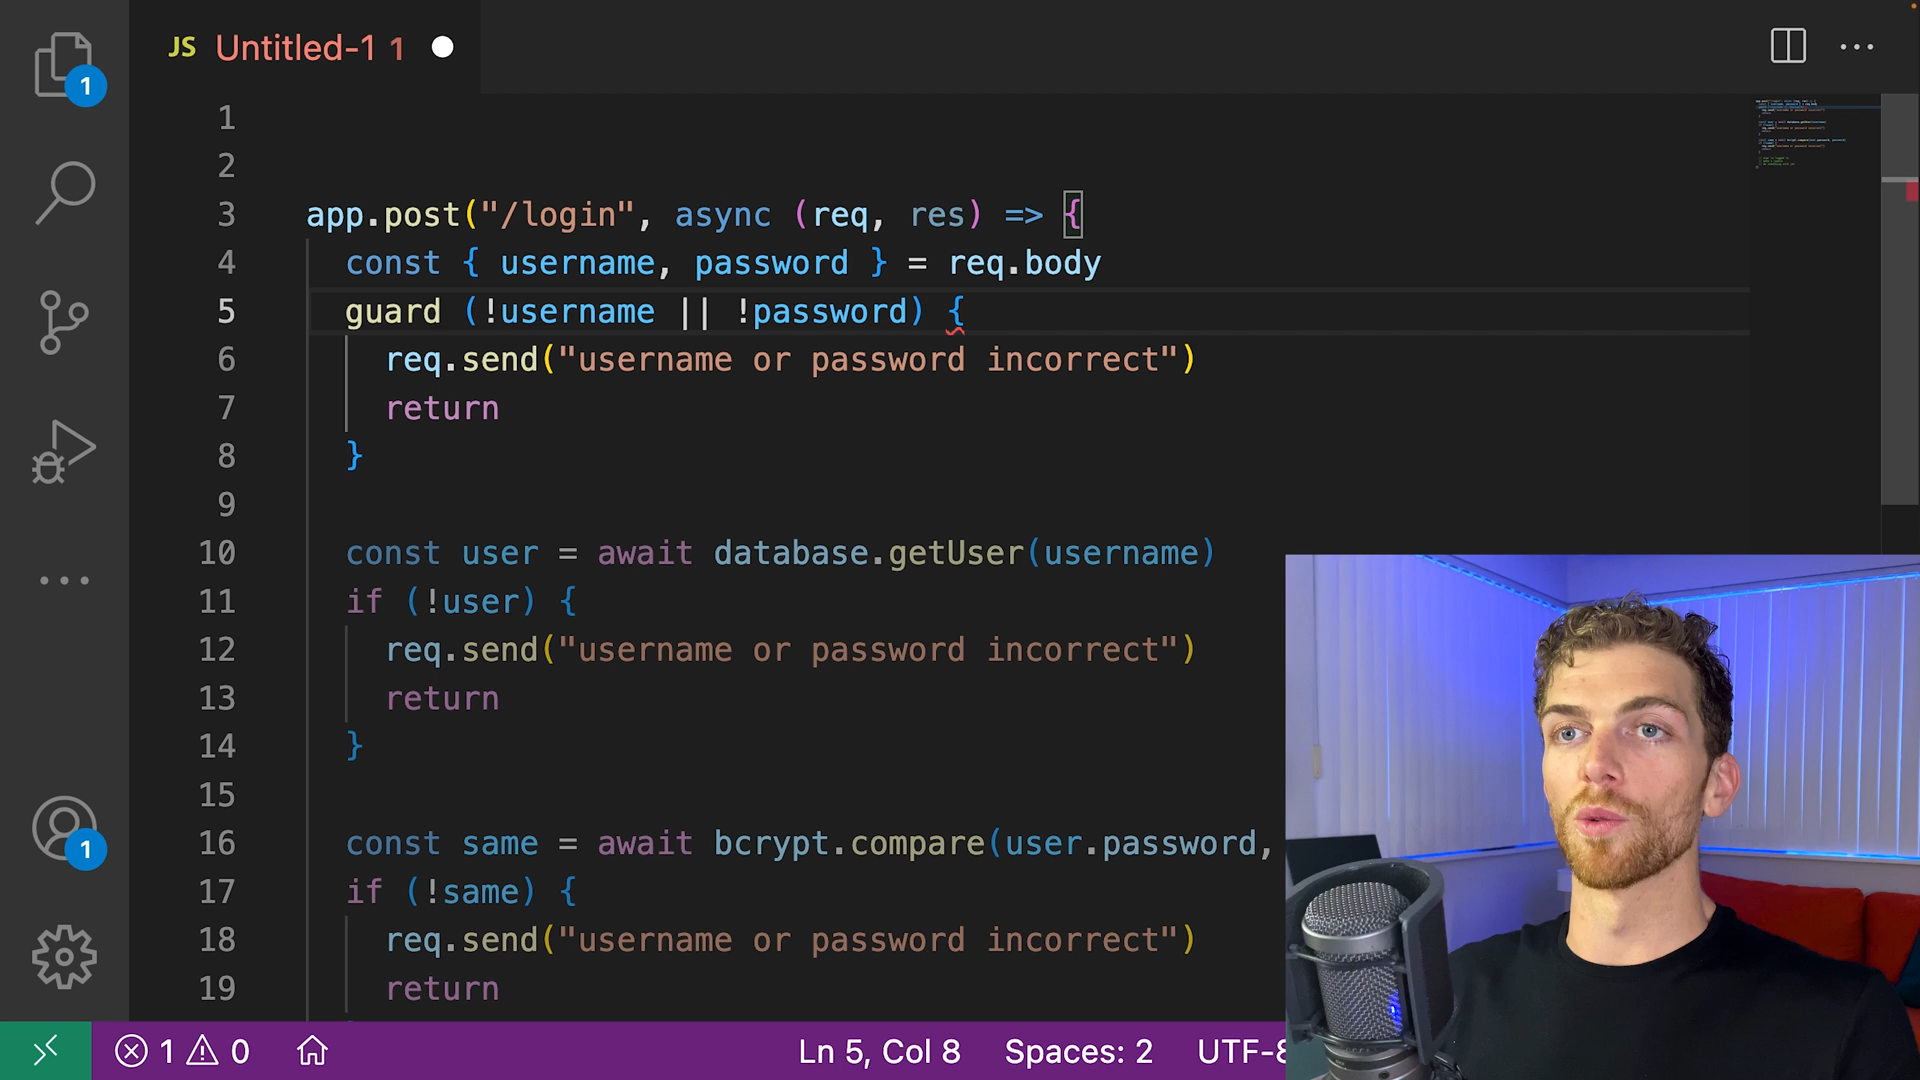 JS Untitled-1 1
1
1
2
3 app.post("/login", async (req, res) => {
4 const { username, password } = req.body
5 guard (!username || !password) {
6 req.send("username or password incorrect")
7 return
8 }
9
10 const user = await database.getUser(username)
11 if (!user) {
12 req.send("username or password incorrect")
13 return
14 }
15
16 const same = await bcrypt.compare(user.password,
17 if (!same) {
18 req.send("username or password incorrect")
19 return
1
1 0 Ln 5, Col 8 Spaces: 2 UTF-8